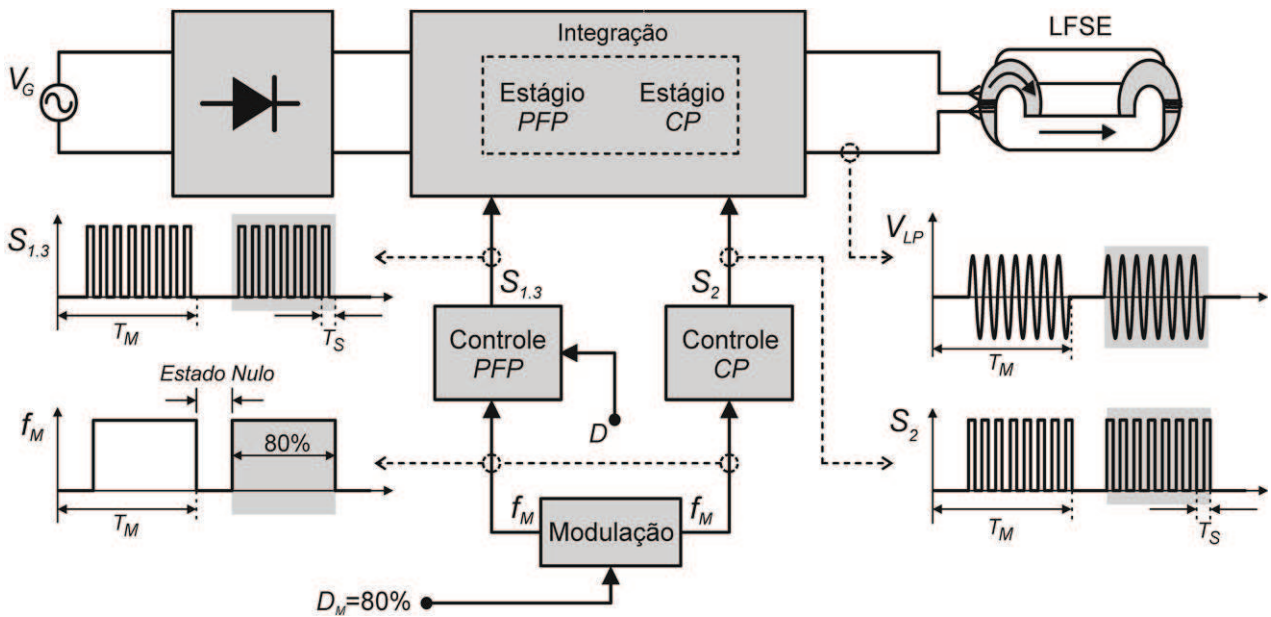 Integração
LFSE
V_G
Estágio
PFP
Estágio
CP
S_1.3
T_M
T_S
S_1.3
S_2
V_LP
T_M
Controle
PFP
Controle
CP
Estado Nulo
f_M
80%
T_M
D
S_2
T_M
T_S
f_M
Modulação
f_M
D_M=80%